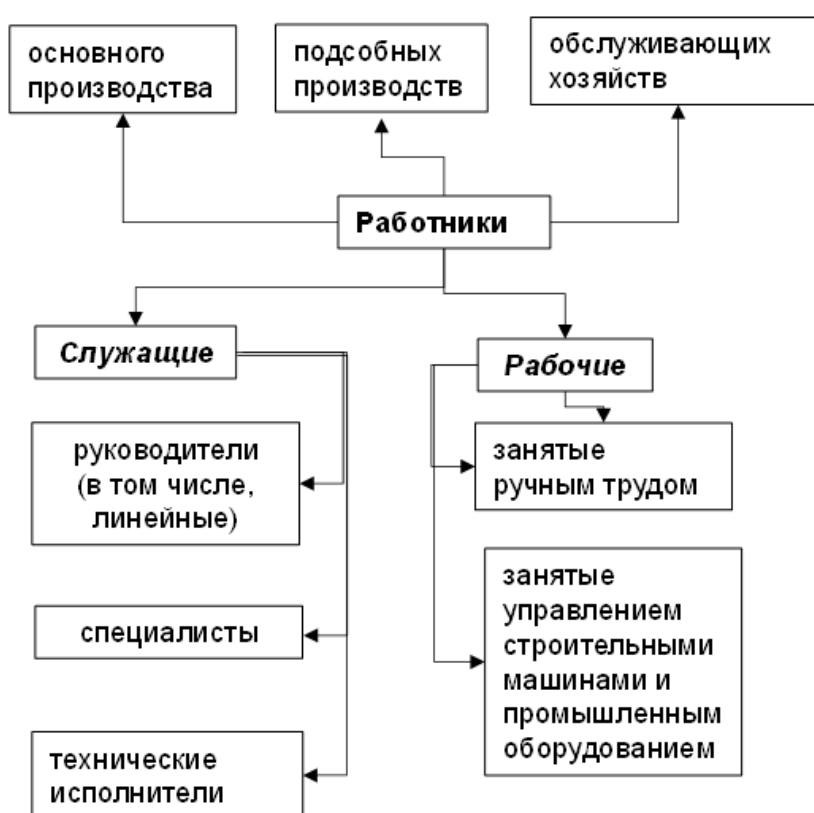 основного
производства
подсобных
производств
обслуживающих
хозяйств
Работники
Служащие
Рабочие
руководители
(в том числе,
линейные)
занятые
ручным трудом
специалисты
занятые
управлением
строительными
машинами и
промышленным
оборудованием
технические
исполнители